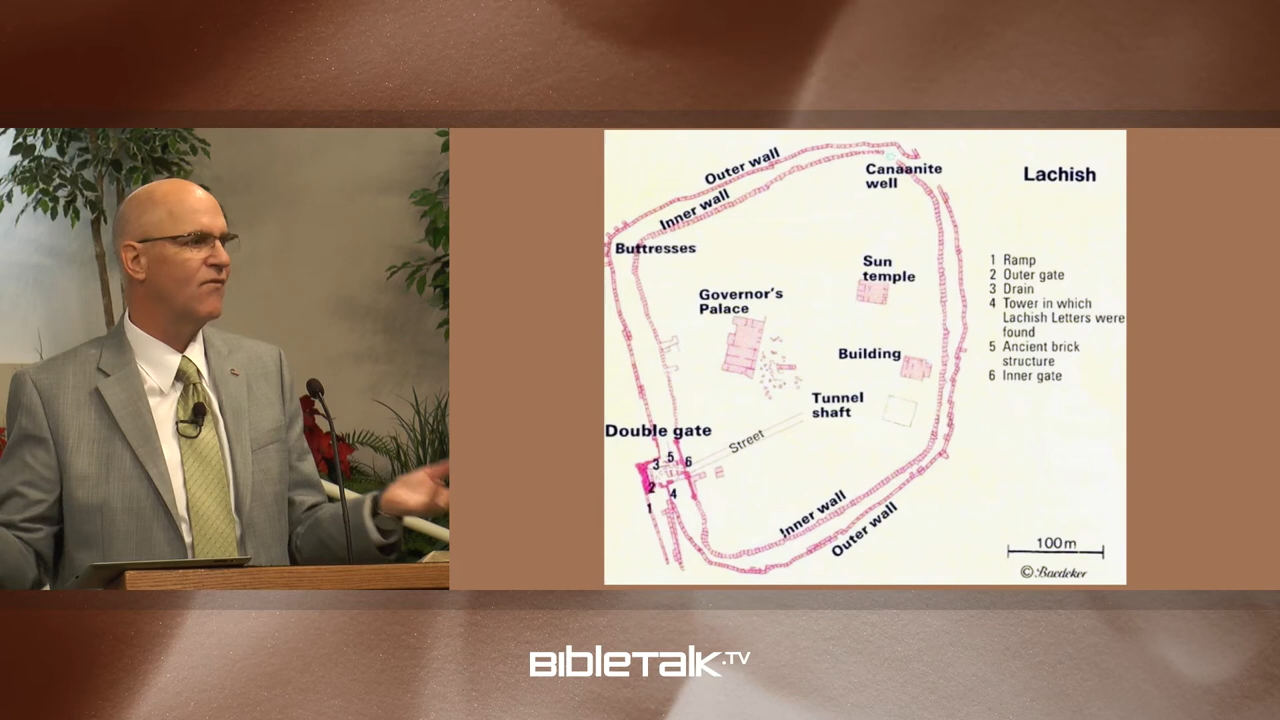 Outer wall
Inner wall
Canaanite
well
Lachish
Buttresses
Sun
temple
Governor's
Palace
Building
Tunnel
shaft
Double gate
Street
3
5
6
2
4
1
Inner wall
Outer wall
1 Ramp
2 Outer gate
3 Drain
4 Tower in which
Lachish Letters were
found
5 Ancient brick
structure
6 Inner gate
100m
© Baedeker
BIBLETALK.TV